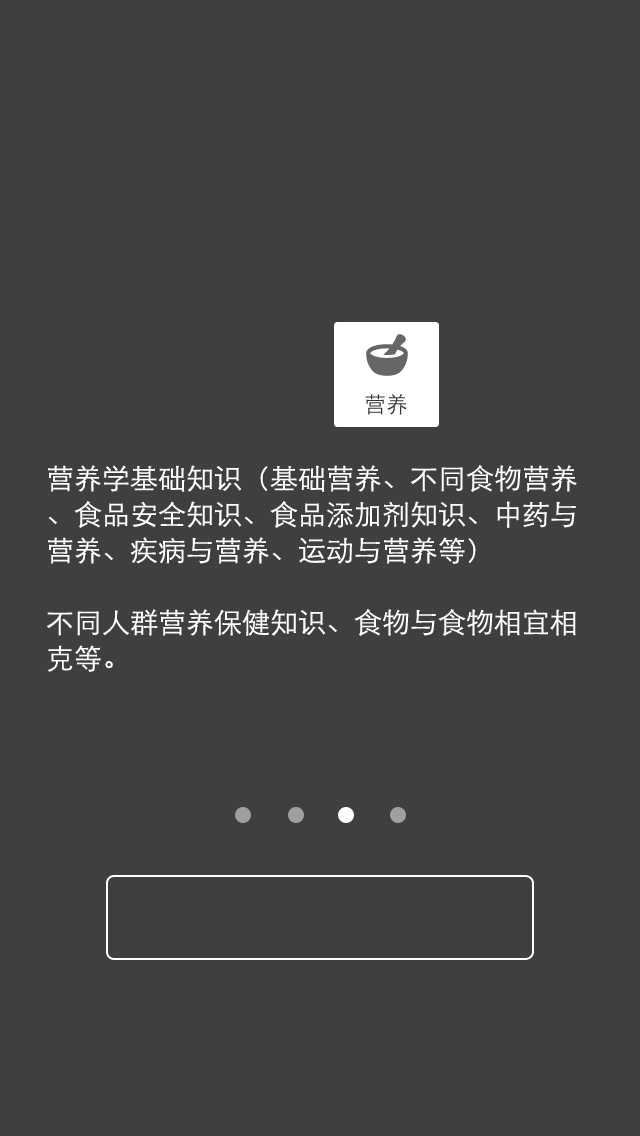 营养
营养学基础知识（基础营养、不同食物营养
、食品安全知识、食品添加剂知识、中药与
营养、疾病与营养、运动与营养等）
不同人群营养保健知识、食物与食物相宜相
克等。